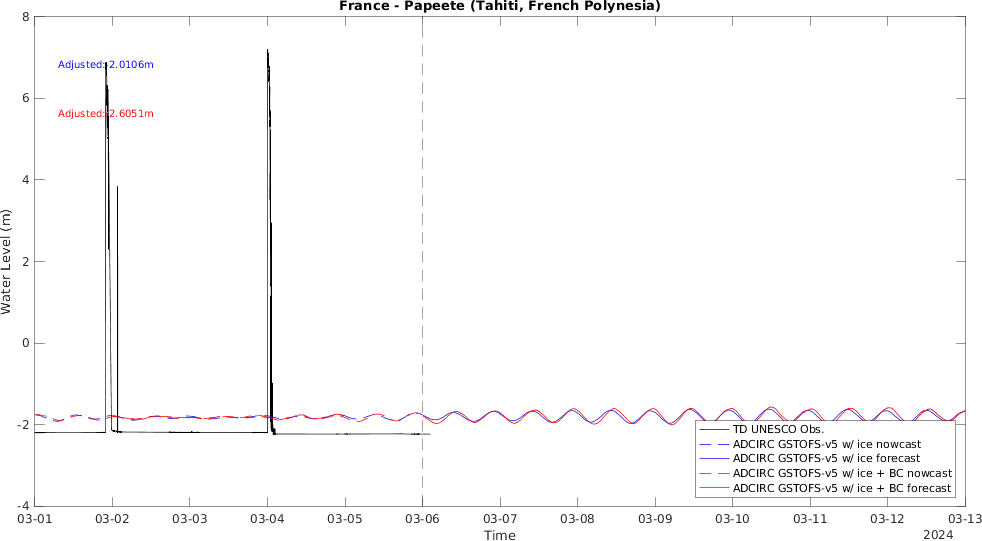 France - Papeete (Tahiti, French Polynesia)
8
6
4
2
0
-2
-4
Water Level (m)
Adjusted: 2.0106m
Adjusted: 2.6051m
TD UNESCO Obs.
ADCIRC GSTOFS-v5 w/ ice nowcast
ADCIRC GSTOFS-v5 w/ ice forecast
ADCIRC GSTOFS-v5 w/ ice + BC nowcast
ADCIRC GSTOFS-v5 w/ ice + BC forecast
03-01 03-02 03-03 03-04 03-05 03-06 03-07 03-08 03-09 03-10 03-11 03-12 03-13
Time
2024